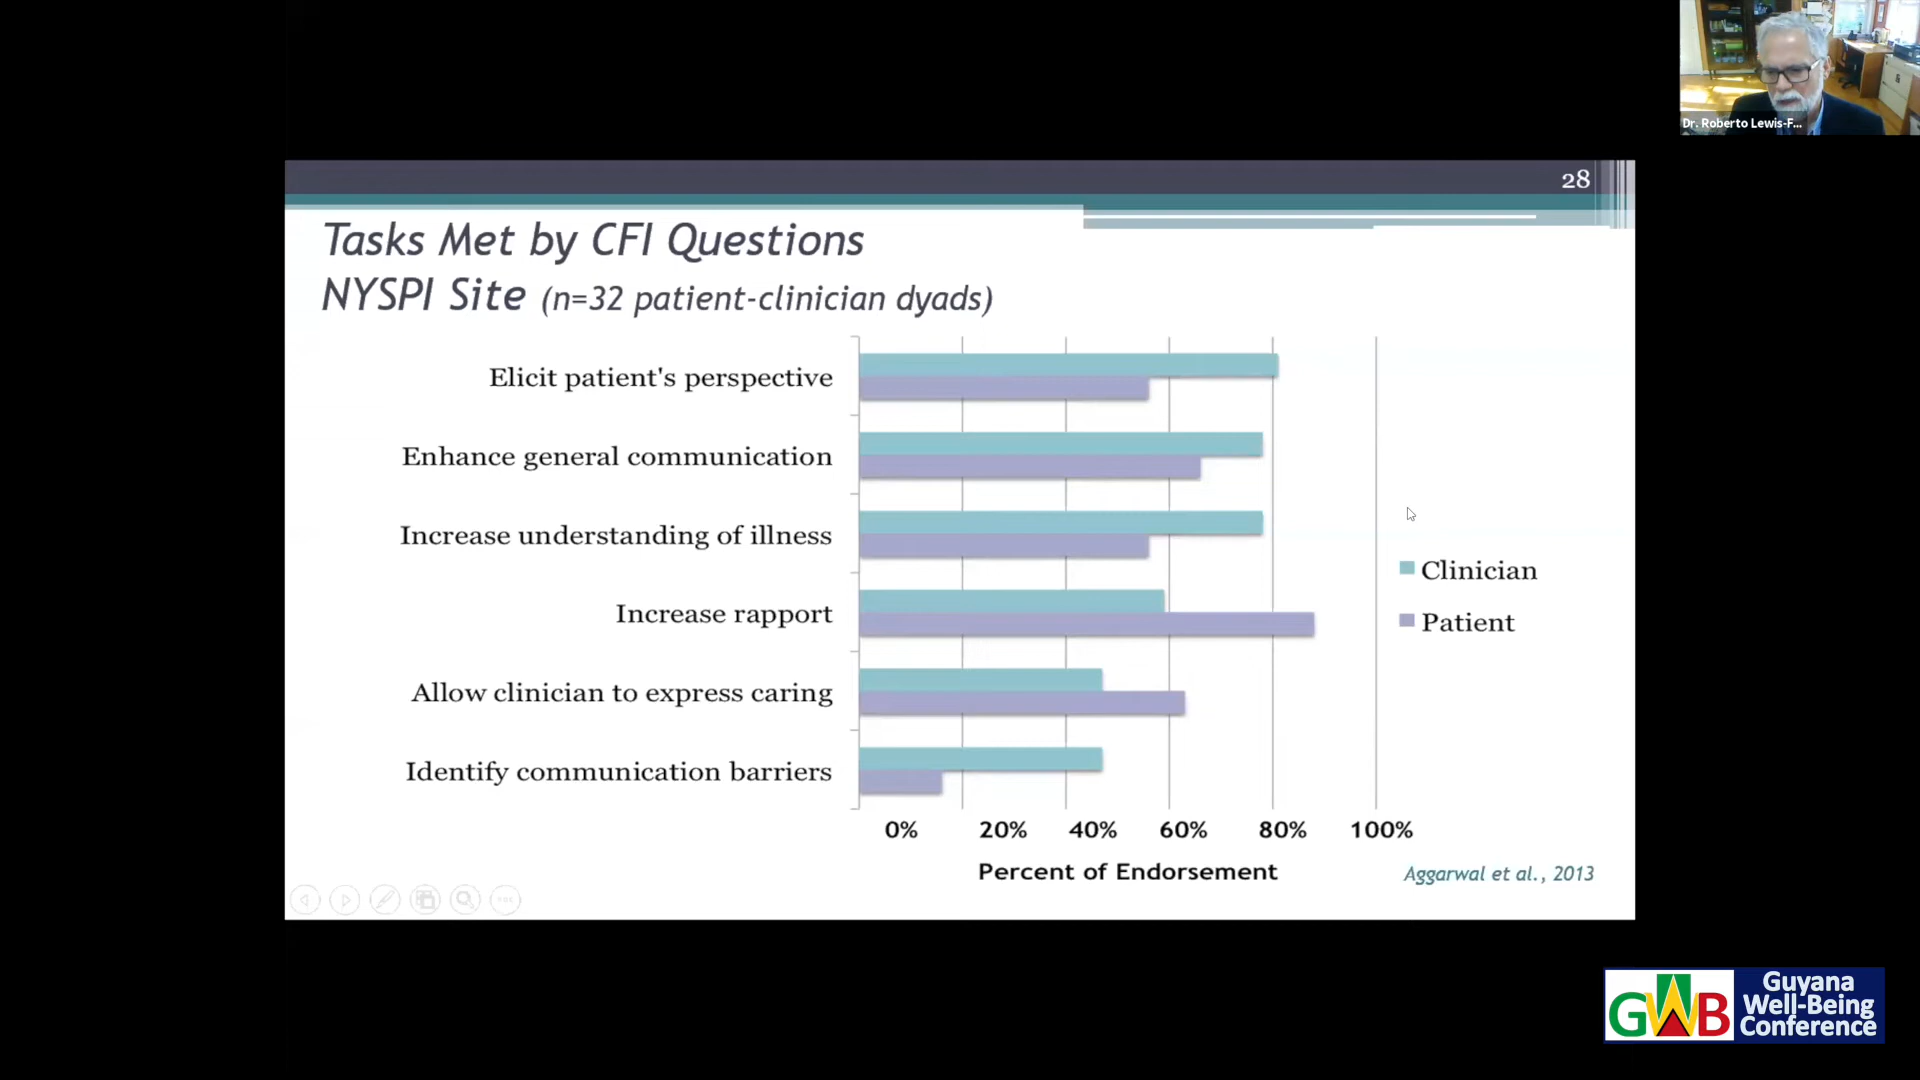 Dr. Roberto Lewis-F...
28
Tasks Met by CFI Questions
NYSPI Site (n=32 patient-clinician dyads)
Elicit patient's perspective
Enhance general communication
Increase understanding of illness
Increase rapport
Allow clinician to express caring
Identify communication barriers
Clinician
Patient
0% 20% 40% 60% 80% 100%
Percent of Endorsement
Aggarwal et al., 2013
GWB
Guyana
Well-Being
Conference